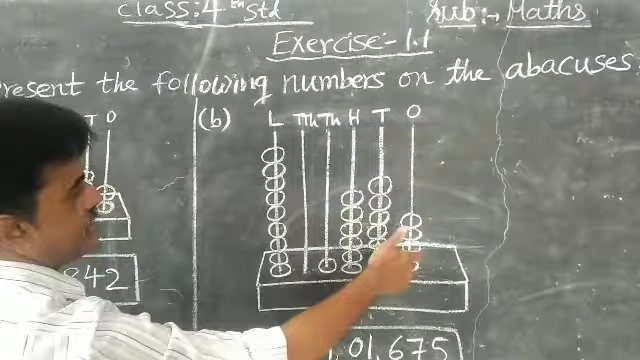 class: 4th Std
Sub:- Maths
Exercise:- 1.1
present the following numbers on the abacuses.
T O
(b) L TTh Th H T O
842
,01,675